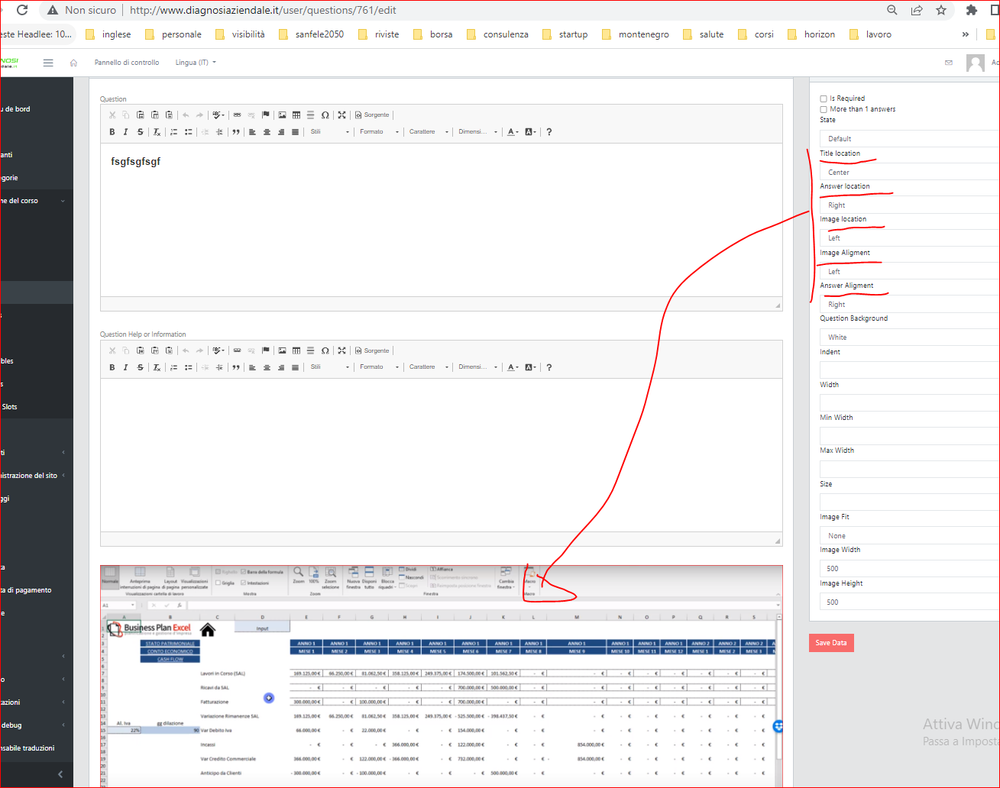 Non sicuro | http://www.diagnosiaziendale.it/user/questions/761/edit
este Headlee: 10... inglese personale visibilità sanfele2050 riviste borsa consulenza startup montenegro salute corsi horizon lavoro »
NOSI
dale.it
Pannello di controllo Lingua (IT)
u de bord
anti
egorie
ne del corso
s
bles
s
Slots
ti
nistrazione del sito
ggi
ta
ta di pagamento
e
o
tazioni
debug
nsabile traduzioni
Question
Sorgente
B I S Stili Formato Carattere Dimensi... A A ?
fsgfsgfsgf
Question Help or Information
Sorgente
B I S Stili Formato Carattere Dimensi... A A ?
Is Required
More than 1 answers
State
Default
Title location
Center
Answer location
Right
Image location
Left
Image Aligment
Left
Answer Aligment
Right
Question Background
White
Indent
Width
Min Width
Max Width
Size
Image Fit
None
Image Width
500
Image Height
500
Save Data
Attiva Winc
Passa a Imposta
Normale Anteprima interruzioni di pagina Layout di pagina Visualizzazioni personalizzate
Visualizzazioni cartella di lavoro
Righello Barra della formula
Griglia Intestazioni
Mostra
Zoom 100% Zoom selezione
Zoom
Nuova finestra Disponi tutto Blocca riquadri
Dividi
Nascondi
Scopri
Affianca
Scorrimento sincrono
Reimposta posizione finestra
Finestra
Cambia finestra
Macro
Macro
A1 fx
A B C D E F G H I J K L M N O P Q R S
Business Plan Excel
pianificazione e gestione d'impresa
Input
STATO PATRIMONIALE ANNO 1 ANNO 1 ANNO 1 ANNO 1 ANNO 1 ANNO 1 ANNO 1 ANNO 1 ANNO 1 ANNO 1 ANNO 1 ANNO 1 ANNO 2 ANNO 2 ANNO 2
CONTO ECONOMICO MESE 1 MESE 2 MESE 3 MESE 4 MESE 5 MESE 6 MESE 7 MESE 8 MESE 9 MESE 10 MESE 11 MESE 12 MESE 1 MESE 2 MESE 3
CASH FLOW
Lavori in Corso (SAL) 169.125,00 € 66.250,00 € 81.062,50 € 358.125,00 € 249.375,00 € 174.500,00 € 101.562,50 € - € - € - € - € - € - € - € - €
Ricavi da SAL - € - € - € - € - € 700.000,00 € 500.000,00 € - € - € - € - € - € - € - € - €
Fatturazione 300.000,00 € - € 100.000,00 € - € - € 700.000,00 € - € - € - € - € - € - € - € - € - €
Variazione Rimanenze SAL 169.125,00 € 66.250,00 € 81.062,50 € 358.125,00 € 249.375,00 € - 525.500,00 € - 398.437,50 € - € - € - € - € - € - € - € - €
Al. Iva gg dilazione
22% 90 Var Debito Iva 66.000,00 € - € 22.000,00 € - € - € 154.000,00 € - € - € - € - € - € - € - € - € - €
Incassi - € - € - € 366.000,00 € - € 122.000,00 € - € - € 854.000,00 € - € - € - € - € - € - €
Var Credito Commerciale 366.000,00 € - € 122.000,00 € - 366.000,00 € - € 732.000,00 € - € - € - 854.000,00 € - € - € - € - € - € - €
Anticipo da Clienti - 300.000,00 € - € - 100.000,00 € - € - € - € 500.000,00 € - € - € - € - € - € - € - € - €